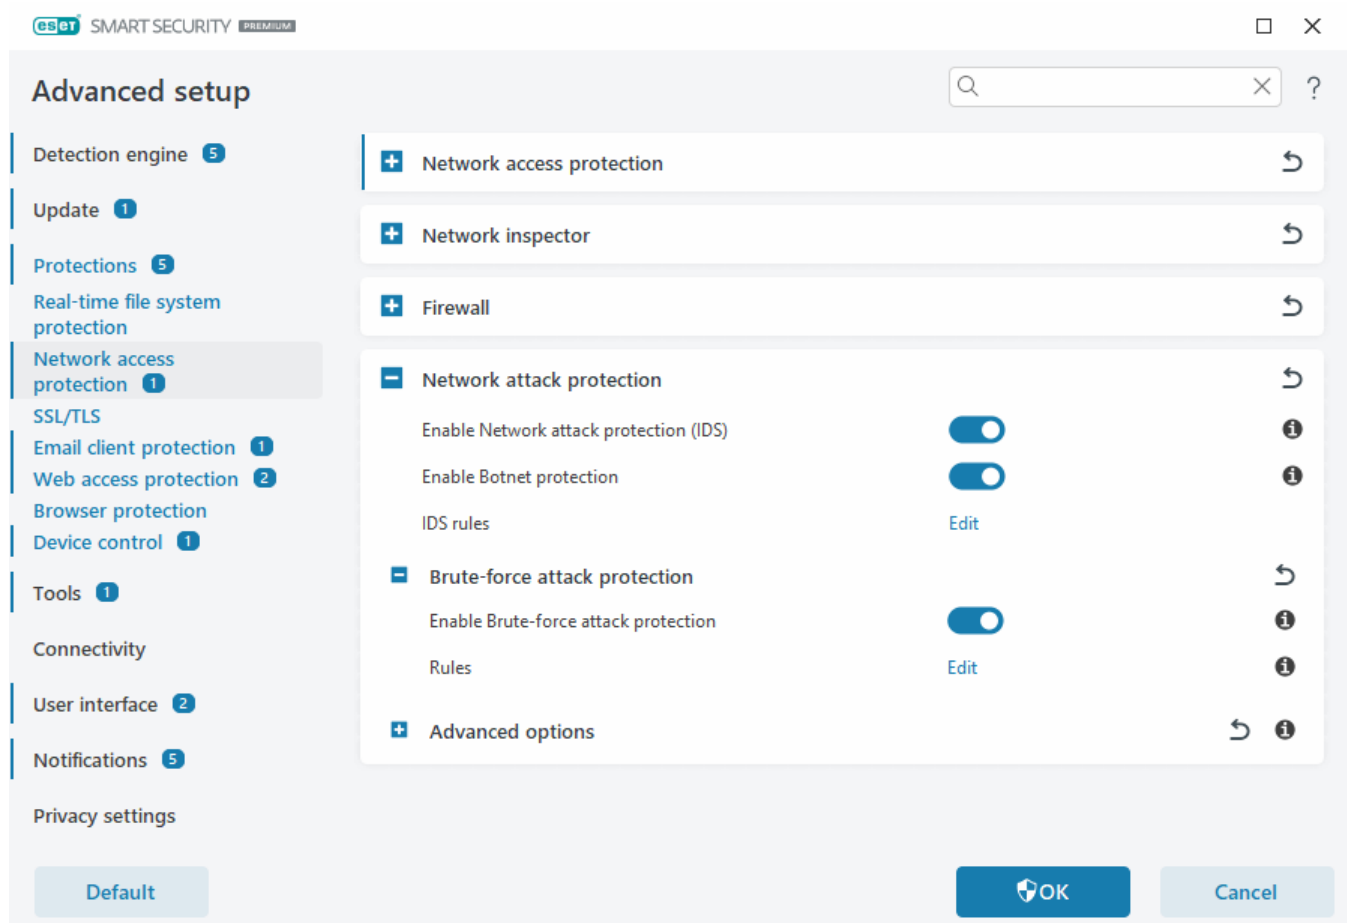 eseT SMART SECURITY PREMIUM
Advanced setup
?
Detection engine 5
Update 1
Protections 5
Real-time file system
protection
Network access
protection 1
SSL/TLS
Email client protection 1
Web access protection 2
Browser protection
Device control 1
Tools 1
Connectivity
User interface 2
Notifications 5
Privacy settings
Network access protection
Network inspector
Firewall
Network attack protection
Enable Network attack protection (IDS)
Enable Botnet protection
IDS rules Edit
Brute-force attack protection
Enable Brute-force attack protection
Rules Edit
Advanced options
Default
OK
Cancel